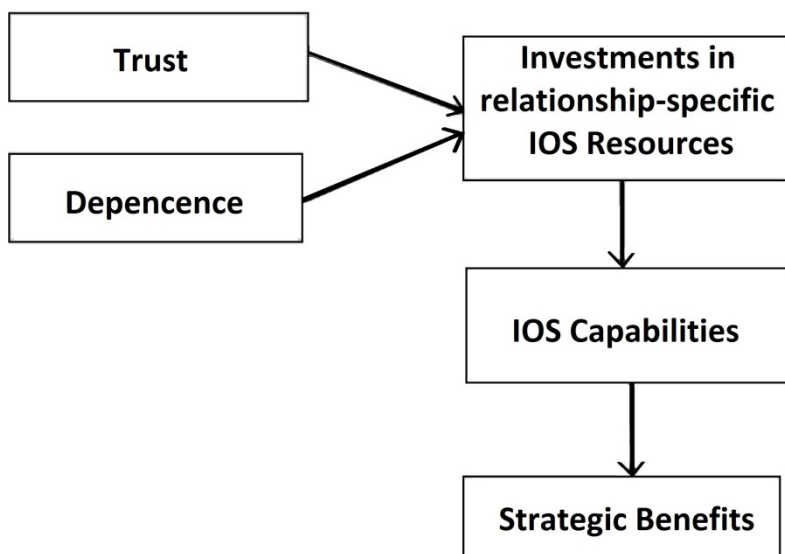 Trust
Depencence
Investments in
relationship-specific
IOS Resources
IOS Capabilities
Strategic Benefits